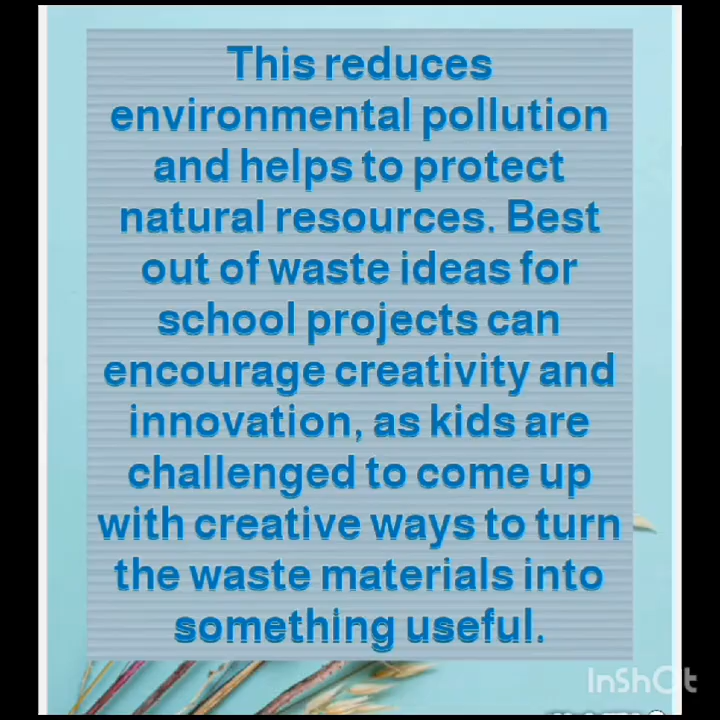 This reduces
environmental pollution
and helps to protect
natural resources. Best
out of waste ideas for
school projects can
encourage creativity and
innovation, as kids are
challenged to come up
with creative ways to turn
the waste materials into
something useful.
InShOt